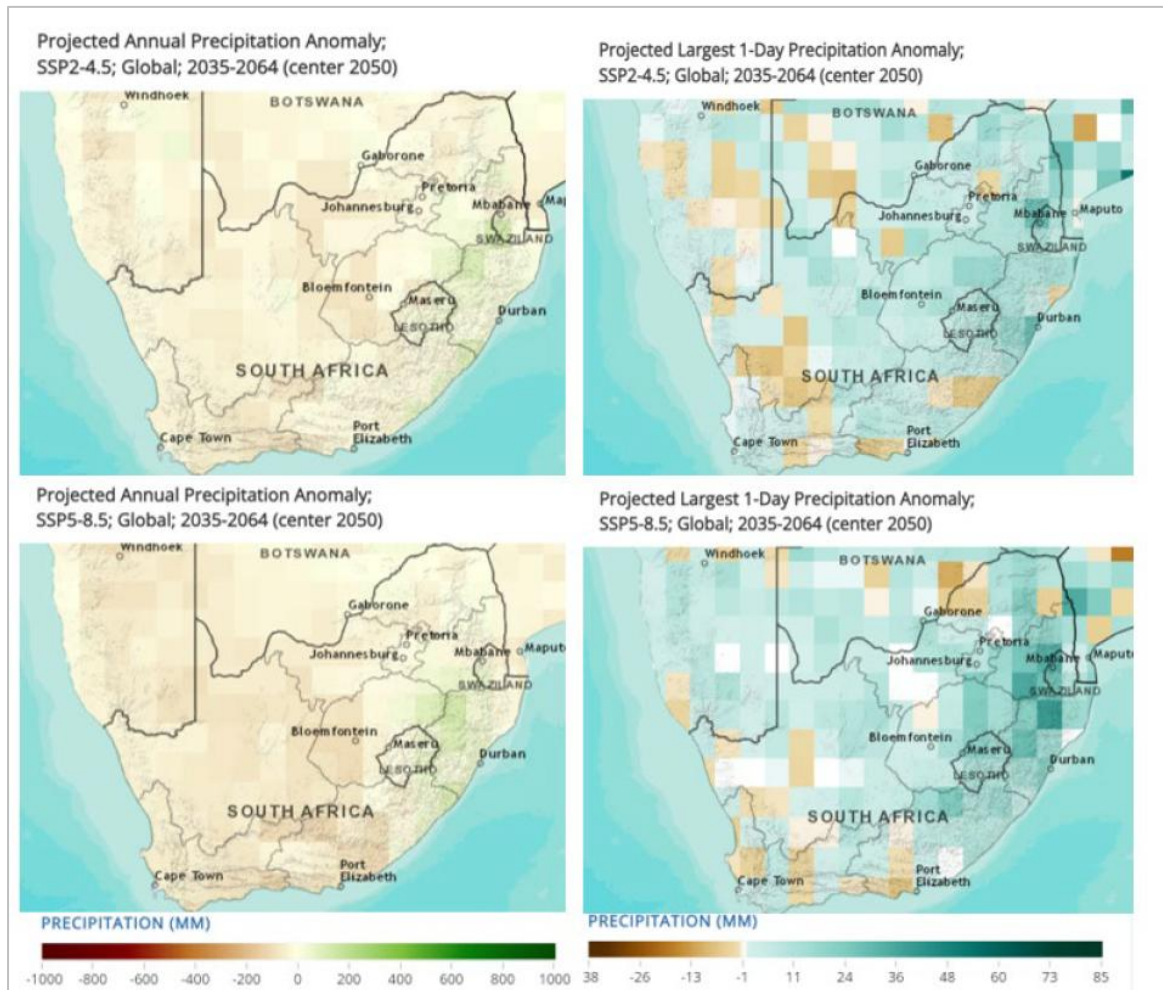 Projected Annual Precipitation Anomaly;
SSP2-4.5; Global; 2035-2064 (center 2050)
Windhoek
BOTSWANA
Gaborone
Pretoria
Johannesburg
Mbabane
Map
SWAZILAND
Bloemfontein
Maseru
LESOTHO
Durban
SOUTH AFRICA
Cape Town
Port
Elizabeth
Projected Largest 1-Day Precipitation Anomaly;
SSP2-4.5; Global; 2035-2064 (center 2050)
Windhoek
BOTSWANA
Gaborone
Pretoria
Johannesburg
Mbabane
Maputo
SWAZILAND
Bloemfontein
Maseru
LESOTHO
Durban
SOUTH AFRICA
Cape Town
Port
Elizabeth
Projected Annual Precipitation Anomaly;
SSP5-8.5; Global; 2035-2064 (center 2050)
Windhoek
BOTSWANA
Gaborone
Pretoria
Johannesburg
Mbabane
Maputo
SWAZILAND
Bloemfontein
Maseru
LESOTHO
Durban
SOUTH AFRICA
Cape Town
Port
Elizabeth
PRECIPITATION (MM)
-1000 -800 -600 -400 -200 0 200 400 600 800 1000
Projected Largest 1-Day Precipitation Anomaly;
SSP5-8.5; Global; 2035-2064 (center 2050)
Windhoek
BOTSWANA
Gaborone
Pretoria
Johannesburg
Mbabane
Maputo
SWAZILAND
Bloemfontein
Maseru
LESOTHO
Durban
SOUTH AFRICA
Cape Town
Port
Elizabeth
PRECIPITATION (MM)
38 -26 -13 -1 11 24 36 48 60 73 85